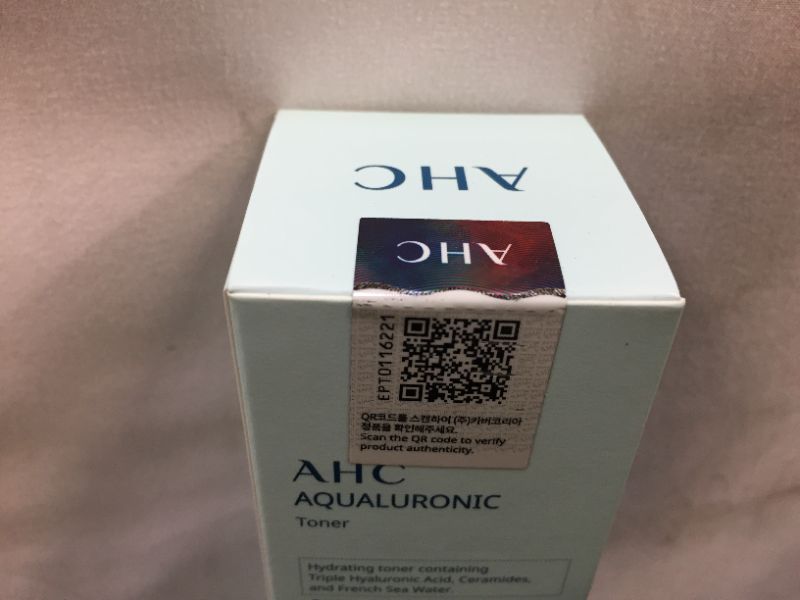 AHC
AHC
EPT0116221
QR코드를 스캔하여 (주)카버코리아
정품을 확인해주세요.
Scan the QR code to verify
product authenticity.
AHC
AQUALURONIC
Toner
Hydrating toner containing
Triple Hyaluronic Acid, Ceramides,
and French Sea Water.